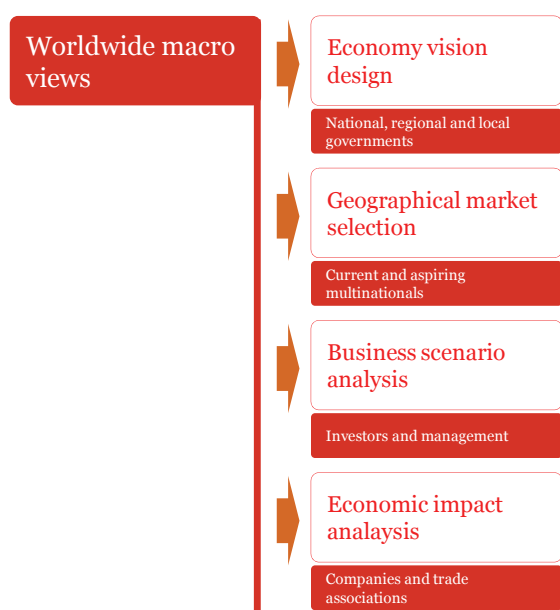 Worldwide macro
views
Economy vision
design
National, regional and local
governments
Geographical market
selection
Current and aspiring
multinationals
Business scenario
analysis
Investors and management
Economic impact
analaysis
Companies and trade
associations